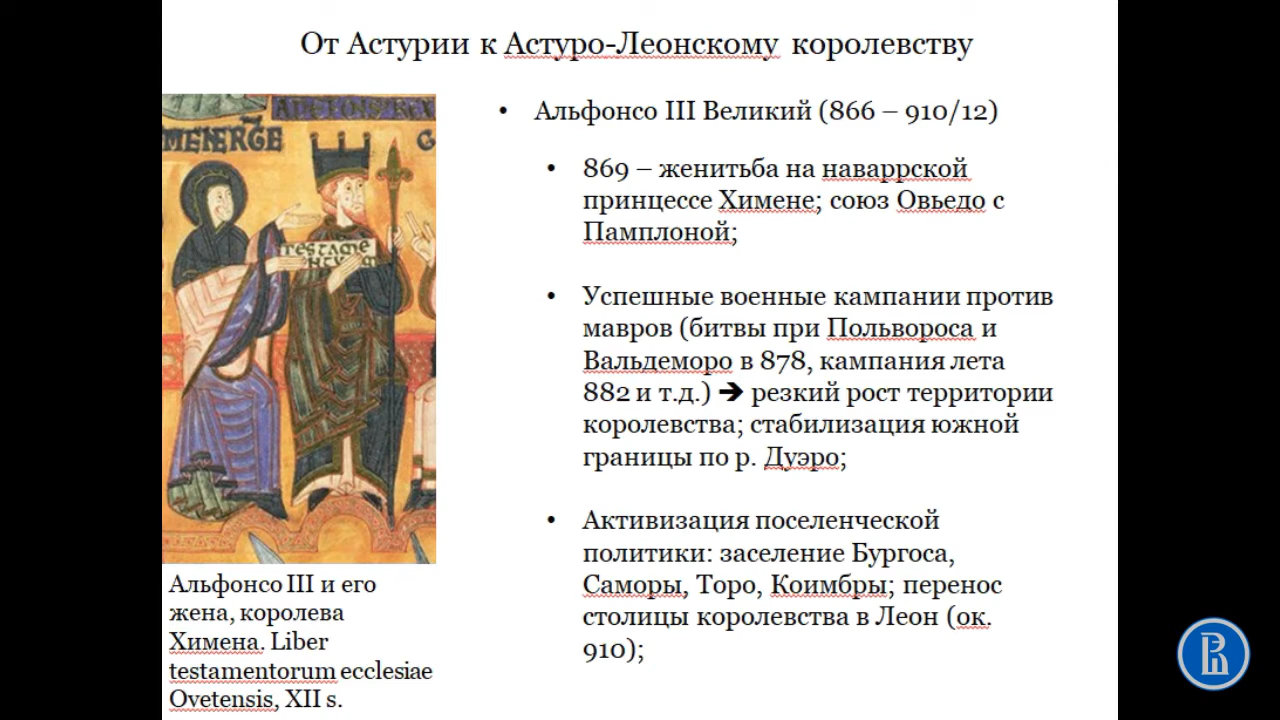 От Астурии к Астуро-Леонскому королевству
• Альфонсо III Великий (866 – 910/12)
• 869 – женитьба на наваррской
принцессе Химене; союз Овьедо с
Памплоной;
• Успешные военные кампании против
мавров (битвы при Польвороса и
Вальдеморо в 878, кампания лета
882 и т.д.) ➔ резкий рост территории
королевства; стабилизация южной
границы по р. Дуэро;
• Активизация поселенческой
политики: заселение Бургоса,
Саморы, Торо, Коимбры; перенос
столицы королевства в Леон (ок.
910);
Альфонсо III и его
жена, королева
Химена. Liber
testamentorum ecclesiae
Ovetensis, XII s.